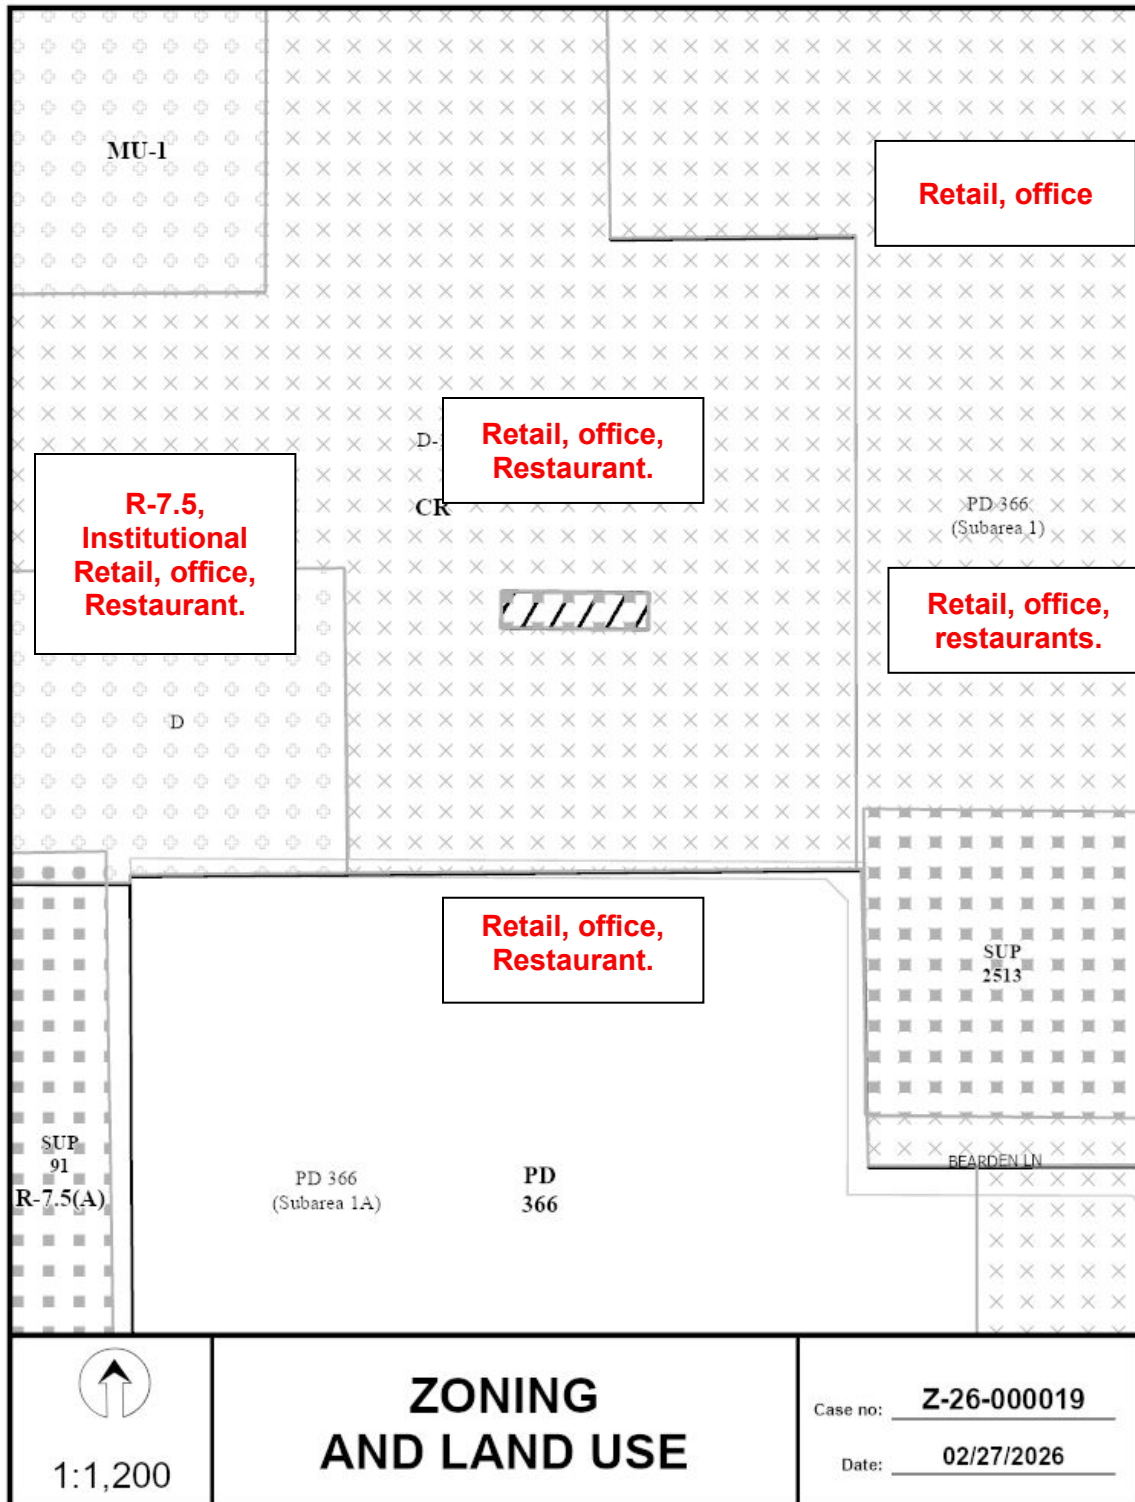 MU-1
Retail, office
D-
Retail, office,
Restaurant.
CR
R-7.5,
Institutional
Retail, office,
Restaurant.
PD 366
(Subarea 1)
Retail, office,
restaurants.
D
Retail, office,
Restaurant.
SUP
2513
SUP
91
R-7.5(A)
PD 366
(Subarea 1A)
PD
366
BEARDEN LN
1:1,200
ZONING
AND LAND USE
Case no: Z-26-000019
Date: 02/27/2026